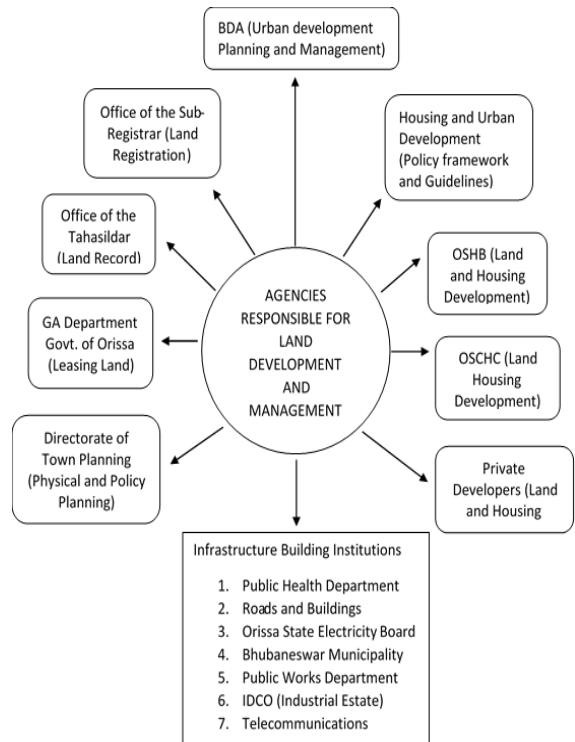 BDA (Urban development
Planning and Management)
Office of the Sub-
Registrar (Land
Registration)
Housing and Urban
Development
(Policy framework
and Guidelines)
Office of the
Tahasildar
(Land Record)
OSHB (Land
and Housing
Development)
AGENCIES
RESPONSIBLE FOR
LAND
DEVELOPMENT
AND
MANAGEMENT
GA Department
Govt. of Orissa
(Leasing Land)
OSCHC (Land
Housing
Development)
Directorate of
Town Planning
(Physical and Policy
Planning)
Private
Developers (Land
and Housing
Infrastructure Building Institutions
1. Public Health Department
2. Roads and Buildings
3. Orissa State Electricity Board
4. Bhubaneswar Municipality
5. Public Works Department
6. IDCO (Industrial Estate)
7. Telecommunications